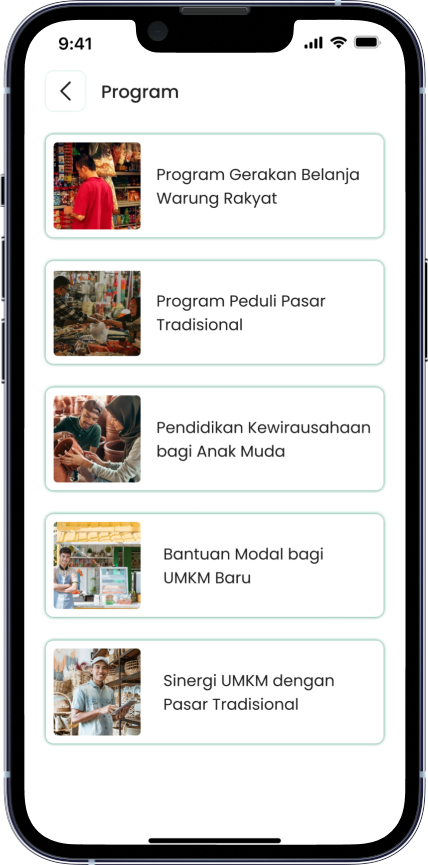 9:41
Program
Program Gerakan Belanja
Warung Rakyat
Program Peduli Pasar
Tradisional
Pendidikan Kewirausahaan
bagi Anak Muda
Bantuan Modal bagi
UMKM Baru
Sinergi UMKM dengan
Pasar Tradisional